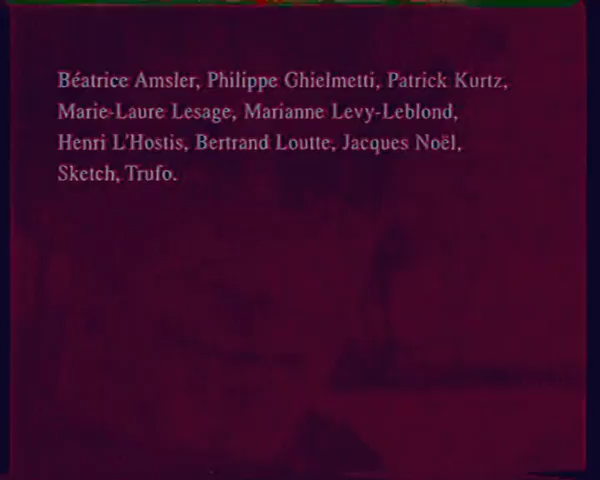 Béatrice Amsler, Philippe Ghielmetti, Patrick Kurtz,
Marie-Laure Lesage, Marianne Levy-Leblond,
Henri L'Hostis, Bertrand Loutte, Jacques Noël,
Sketch, Trufo.